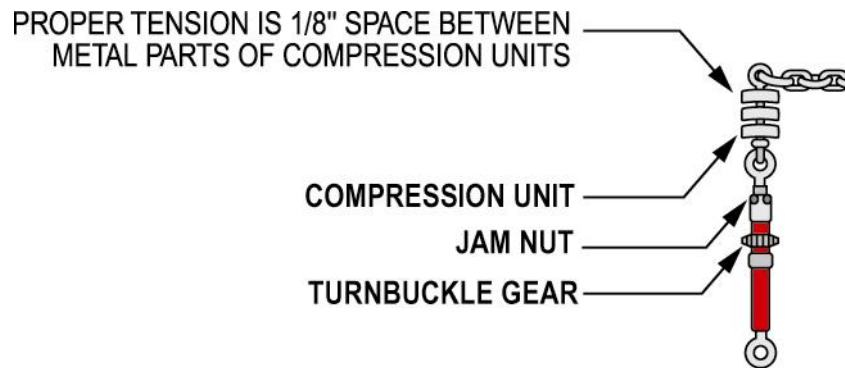 PROPER TENSION IS 1/8" SPACE BETWEEN
METAL PARTS OF COMPRESSION UNITS
COMPRESSION UNIT
JAM NUT
TURNBUCKLE GEAR